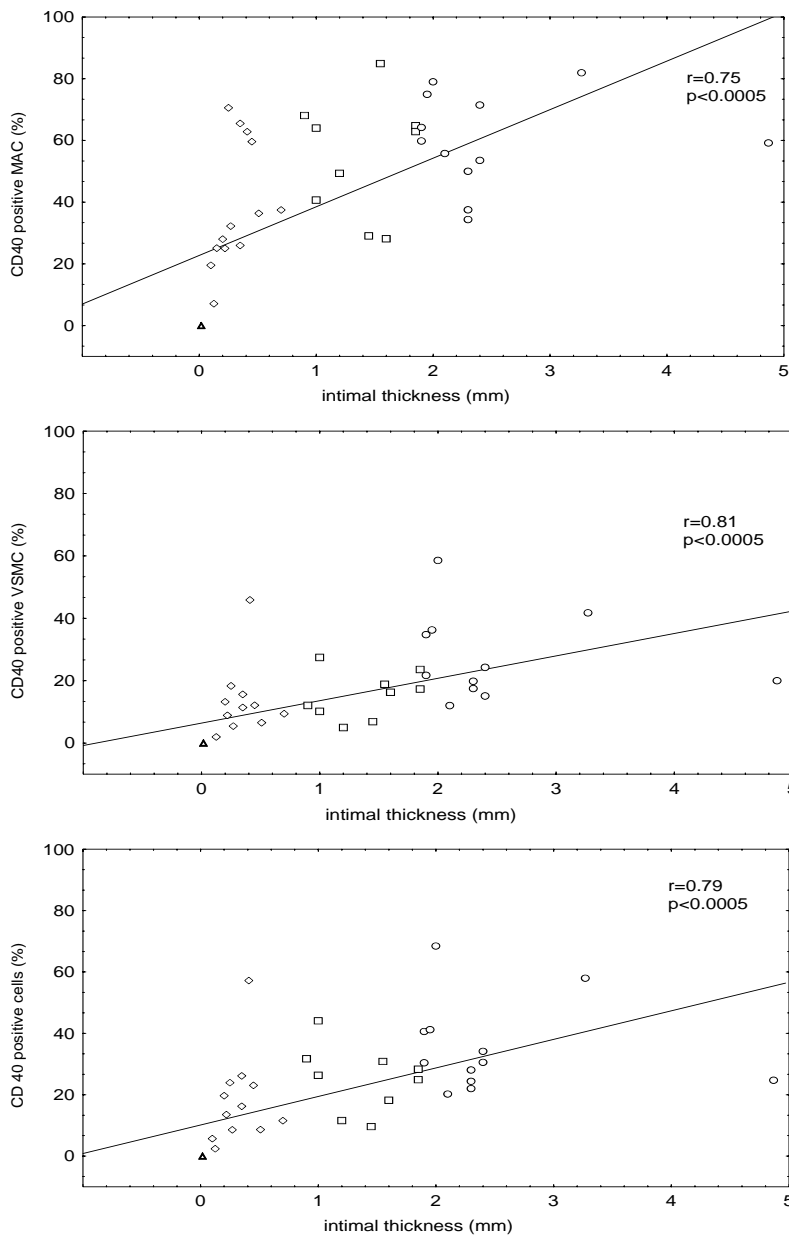 100
80
r=0.75
p<0.0005
60
40
20
0
CD40 positive MAC (%)
0 1 2 3 4 5
intimal thickness (mm)
100
80
r=0.81
p<0.0005
60
40
20
0
CD40 positive VSMC (%)
0 1 2 3 4 5
intimal thickness (mm)
100
80
r=0.79
p<0.0005
60
40
20
0
CD 40 positive cells (%)
0 1 2 3 4 5
intimal thickness (mm)